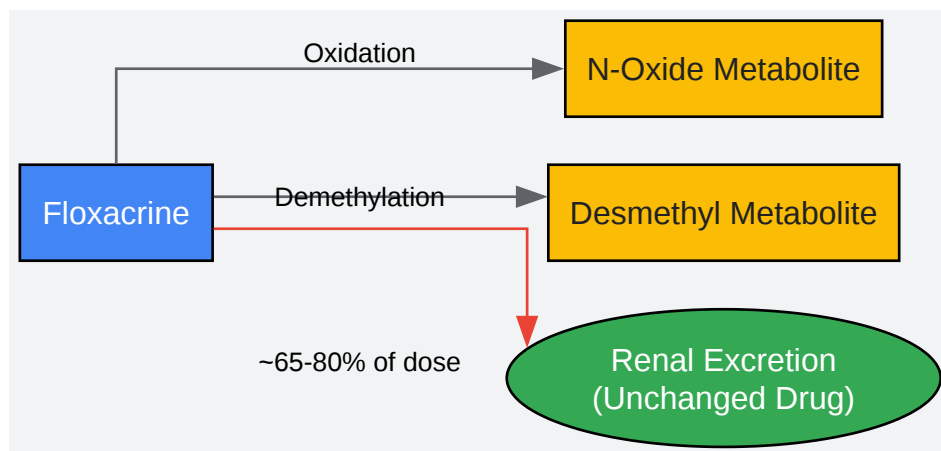 Oxidation
N-Oxide Metabolite
Floxacrine
Demethylation
Desmethyl Metabolite
~65-80% of dose
Renal Excretion
(Unchanged Drug)